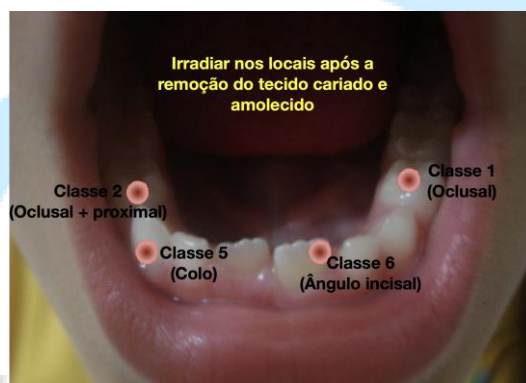 Irradiar nos locais após a
remoção do tecido cariado e
amolecido
Classe 1
(Oclusal)
Classe 2
(Oclusal + proximal)
Classe 5
(Colo)
Classe 6
(Ângulo incisal)